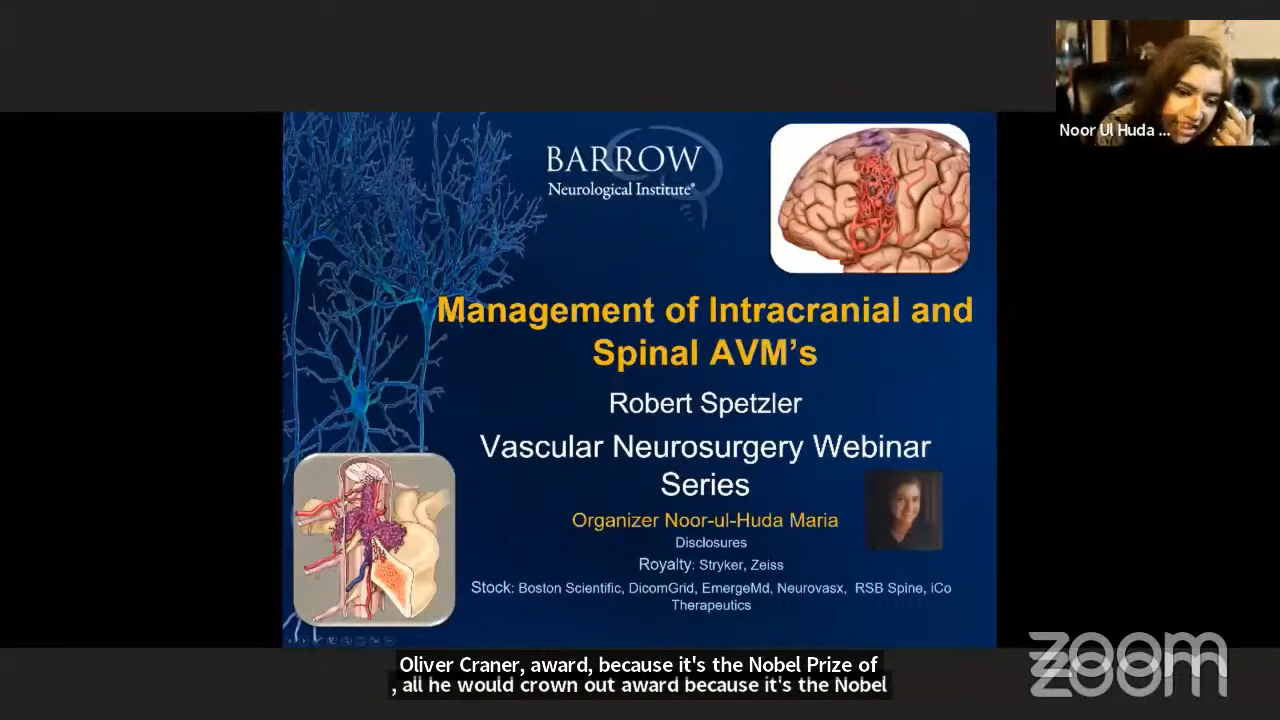 Noor Ul Huda ...
BARROW
Neurological Institute®
Management of Intracranial and
Spinal AVM's
Robert Spetzler
Vascular Neurosurgery Webinar
Series
Organizer Noor-ul-Huda Maria
Disclosures
Royalty: Stryker, Zeiss
Stock: Boston Scientific, DicomGrid, EmergeMd, Neurovasx, RSB Spine, iCo
Therapeutics
Oliver Craner, award, because it's the Nobel Prize of
, all he would crown out award because it's the Nobel
zoom